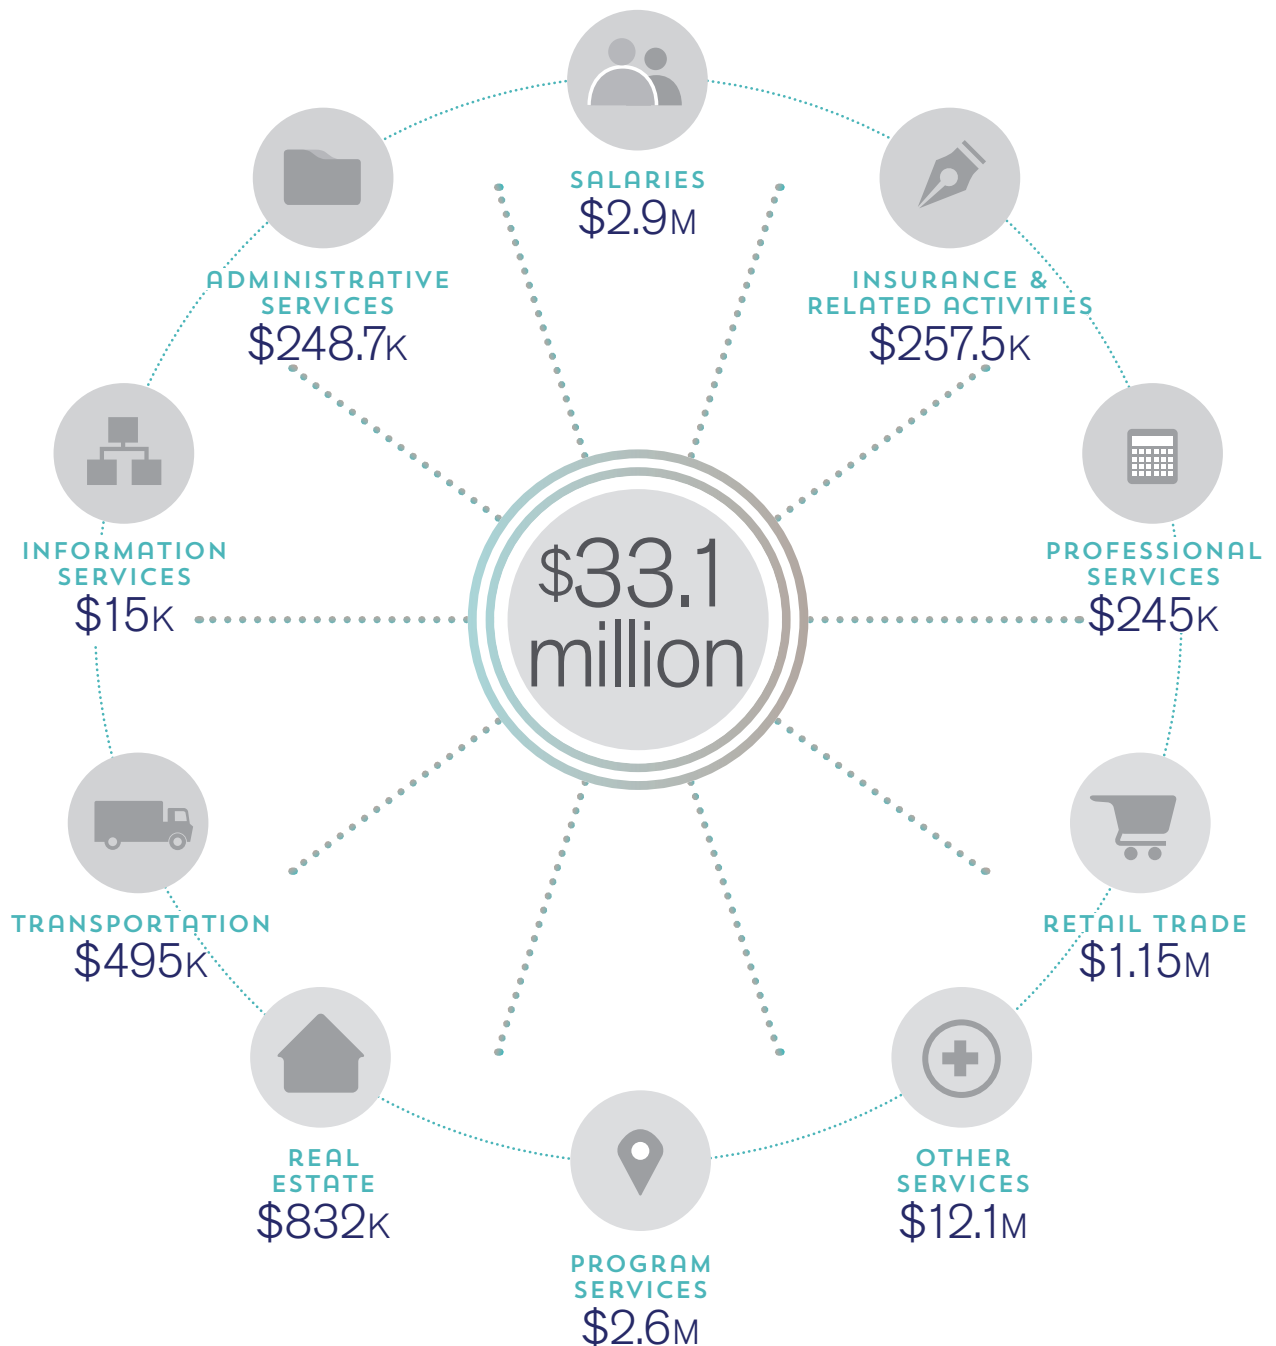 SALARIES
$2.9M
INSURANCE &
RELATED ACTIVITIES
$257.5K
PROFESSIONAL
SERVICES
$245K
RETAIL TRADE
$1.15M
OTHER
SERVICES
$12.1M
PROGRAM
SERVICES
$2.6M
REAL
ESTATE
$832K
TRANSPORTATION
$495K
INFORMATION
SERVICES
$15K
ADMINISTRATIVE
SERVICES
$248.7K
$33.1
million